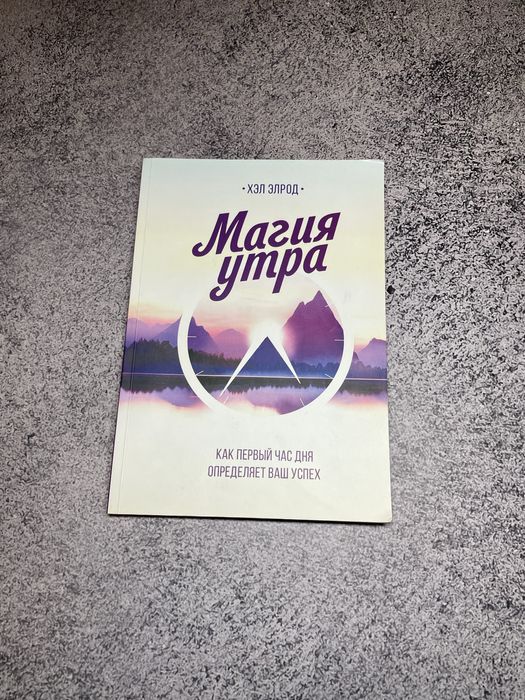 • ХЭЛ ЭЛРОД •
Магия
утра
КАК ПЕРВЫЙ ЧАС ДНЯ
ОПРЕДЕЛЯЕТ ВАШ УСПЕХ